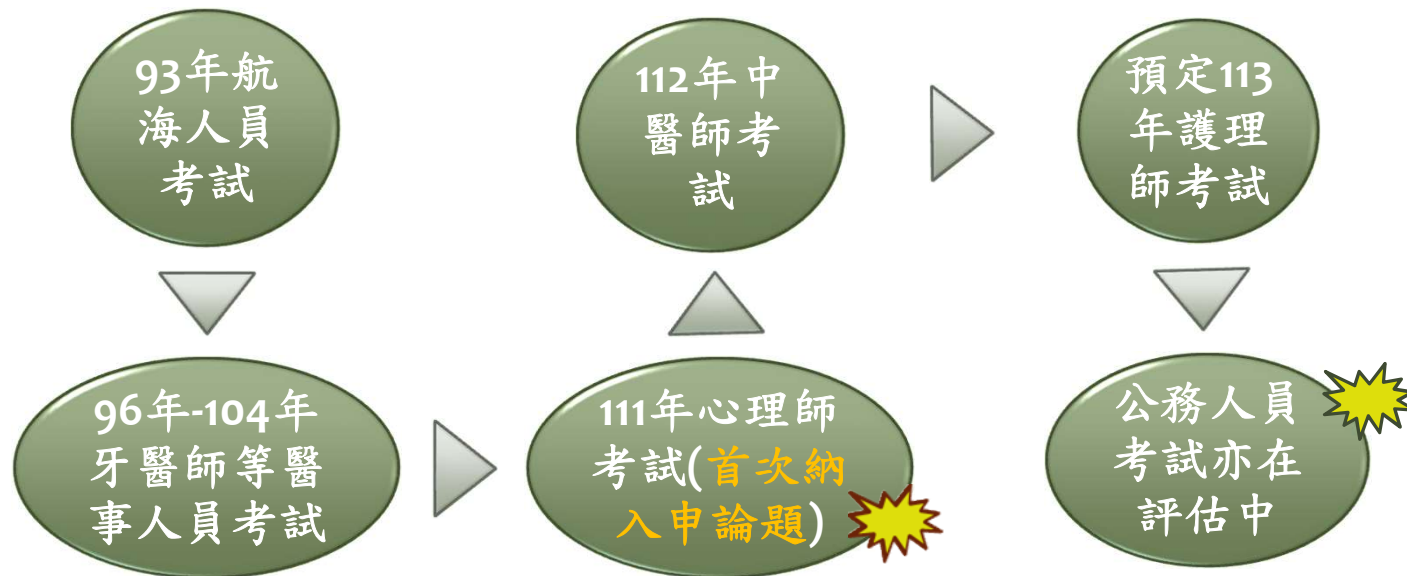 93年航
海人員
考試
96年-104年
牙醫師等醫
事人員考試
111年心理師
考試(首次納
入申論題)
112年中
醫師考
試
預定113
年護理
師考試
公務人員
考試亦在
評估中